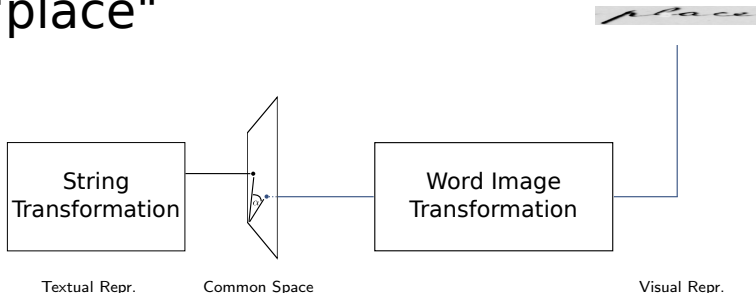 place"
place
String
Transformation
α
Word Image
Transformation
Textual Repr.
Common Space
Visual Repr.